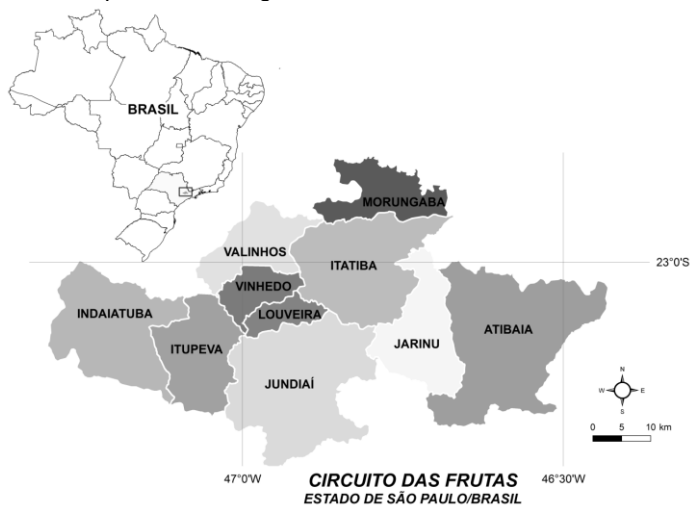 BRASIL
MORUNGABA
VALINHOS
ITATIBA
23°0'S
VINHEDO
INDAIATUBA
LOUVEIRA
ATIBAIA
ITUPEVA
JARINU
JUNDIAÍ
N
W E
S
0 5 10 km
47°0'W
46°30'W
CIRCUITO DAS FRUTAS
ESTADO DE SÃO PAULO/BRASIL